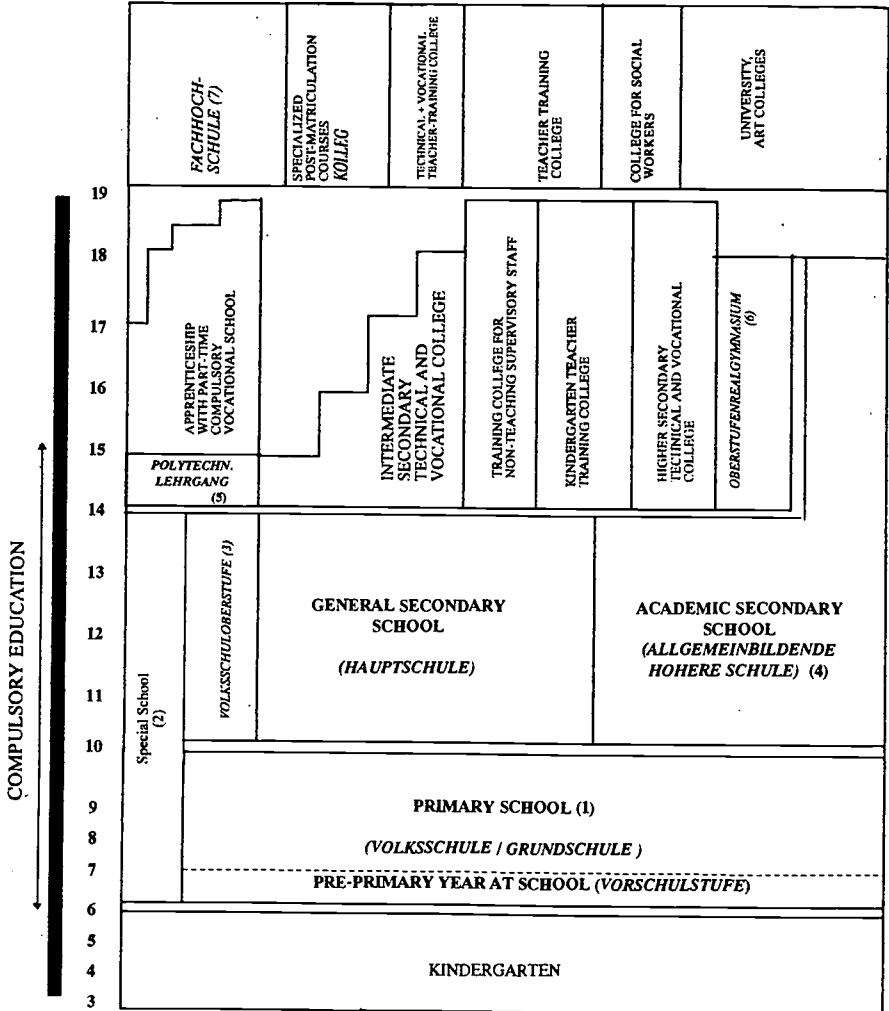 FACHHOCH-
SCHULE (7)
SPECIALIZED
POST-MATRICULATION
COURSES
KOLLEG
TECHNICAL + VOCATIONAL
TEACHER-TRAINING COLLEGE
TEACHER TRAINING
COLLEGE
COLLEGE FOR SOCIAL
WORKERS
UNIVERSITY,
ART COLLEGES
19
18
17
16
15
14
13
12
11
10
9
8
7
6
5
4
3
COMPULSORY EDUCATION
APPRENTICESHIP
WITH PART-TIME
COMPULSORY
VOCATIONAL SCHOOL
POLYTECHN.
LEHRGANG
(5)
INTERMEDIATE
SECONDARY
TECHNICAL AND
VOCATIONAL COLLEGE
TRAINING COLLEGE FOR
NON-TEACHING SUPERVISORY STAFF
KINDERGARTEN TEACHER
TRAINING COLLEGE
HIGHER SECONDARY
TECHNICAL AND VOCATIONAL
COLLEGE
OBERSTUFENREALGYMNASIUM
(6)
Special School
(2)
VOLKSSCHULOBERSTUFE (3)
GENERAL SECONDARY
SCHOOL
(HAUPTSCHULE)
ACADEMIC SECONDARY
SCHOOL
(ALLGEMEINBILDENDE
HOHERE SCHULE) (4)
PRIMARY SCHOOL (1)
(VOLKSSCHULE / GRUNDSCHULE )
PRE-PRIMARY YEAR AT SCHOOL (VORSCHULSTUFE)
KINDERGARTEN